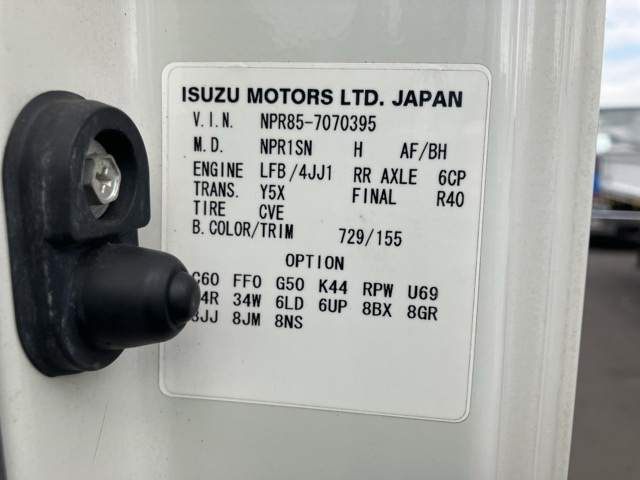 ISUZU MOTORS LTD. JAPAN
V.I.N. NPR85-7070395
M.D. NPR1SN H AF/BH
ENGINE LFB/4JJ1 RR AXLE 6CP
TRANS. Y5X FINAL R40
TIRE CVE
B.COLOR/TRIM 729/155
OPTION
FF0 G50 K44 RPW U69
34W 6LD 6UP 8BX 8GR
8JM 8NS